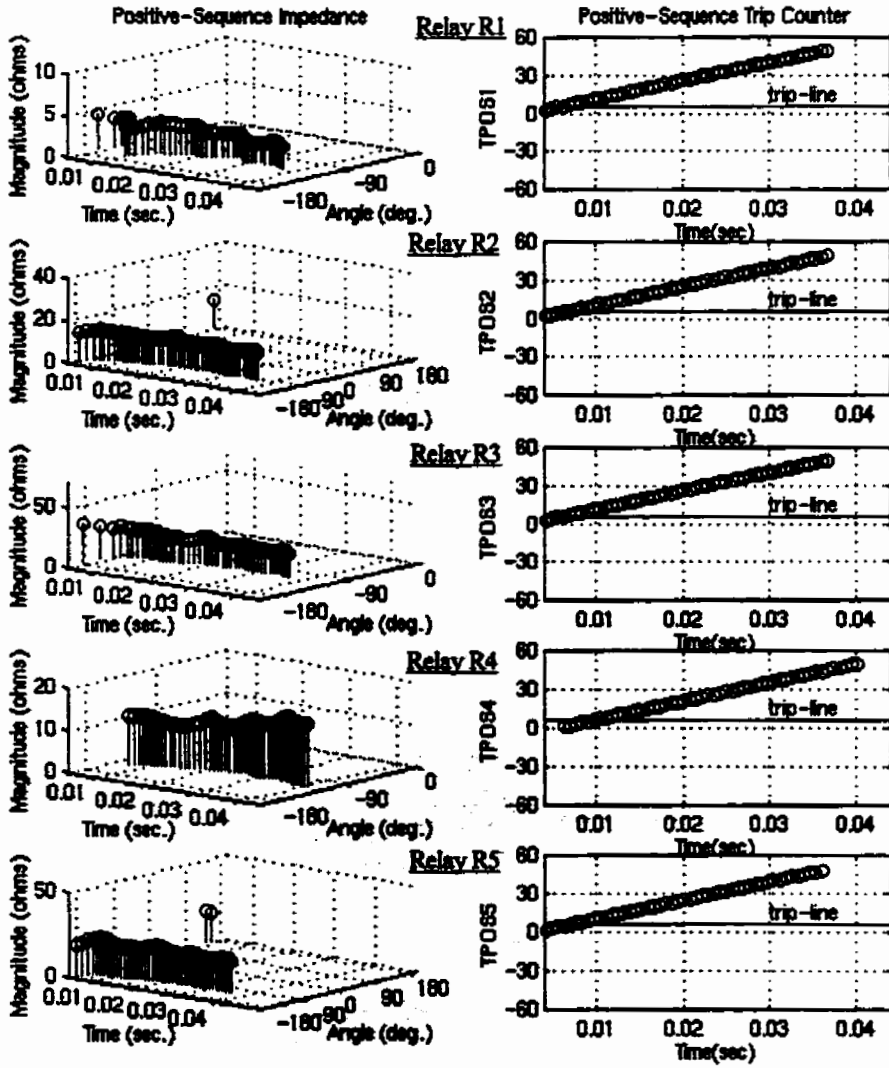 Positive-Sequence Impedance
Relay R1
Positive-Sequence Trip Counter
Magnitude (ohms)
10
5
0
0.01
0.02
0.03
0.04
Time (sec.)
-180
-90
0
Angle (deg.)
TPOS1
60
30
0
-30
-60
trip-line
0.01
0.02
0.03
0.04
Time(sec)
Relay R2
Magnitude (ohms)
40
20
0
0.01
0.02
0.03
0.04
Time (sec.)
-180
-90
0
90
180
Angle (deg.)
TPOS2
60
30
0
-30
-60
trip-line
0.01
0.02
0.03
0.04
Time(sec)
Relay R3
Magnitude (ohms)
50
0
0.01
0.02
0.03
0.04
Time (sec.)
-180
-90
0
Angle (deg.)
TPOS3
60
30
0
-30
-60
trip-line
0.01
0.02
0.03
0.04
Time(sec)
Relay R4
Magnitude (ohms)
20
10
0
0.01
0.02
0.03
0.04
Time (sec.)
-180
-90
0
Angle (deg.)
TPOS4
60
30
0
-30
-60
trip-line
0.01
0.02
0.03
0.04
Time(sec)
Relay R5
Magnitude (ohms)
50
0
0.01
0.02
0.03
0.04
Time (sec.)
-180
-90
0
90
180
Angle (deg.)
TPOS5
60
30
0
-30
-60
trip-line
0.01
0.02
0.03
0.04
Time(sec)